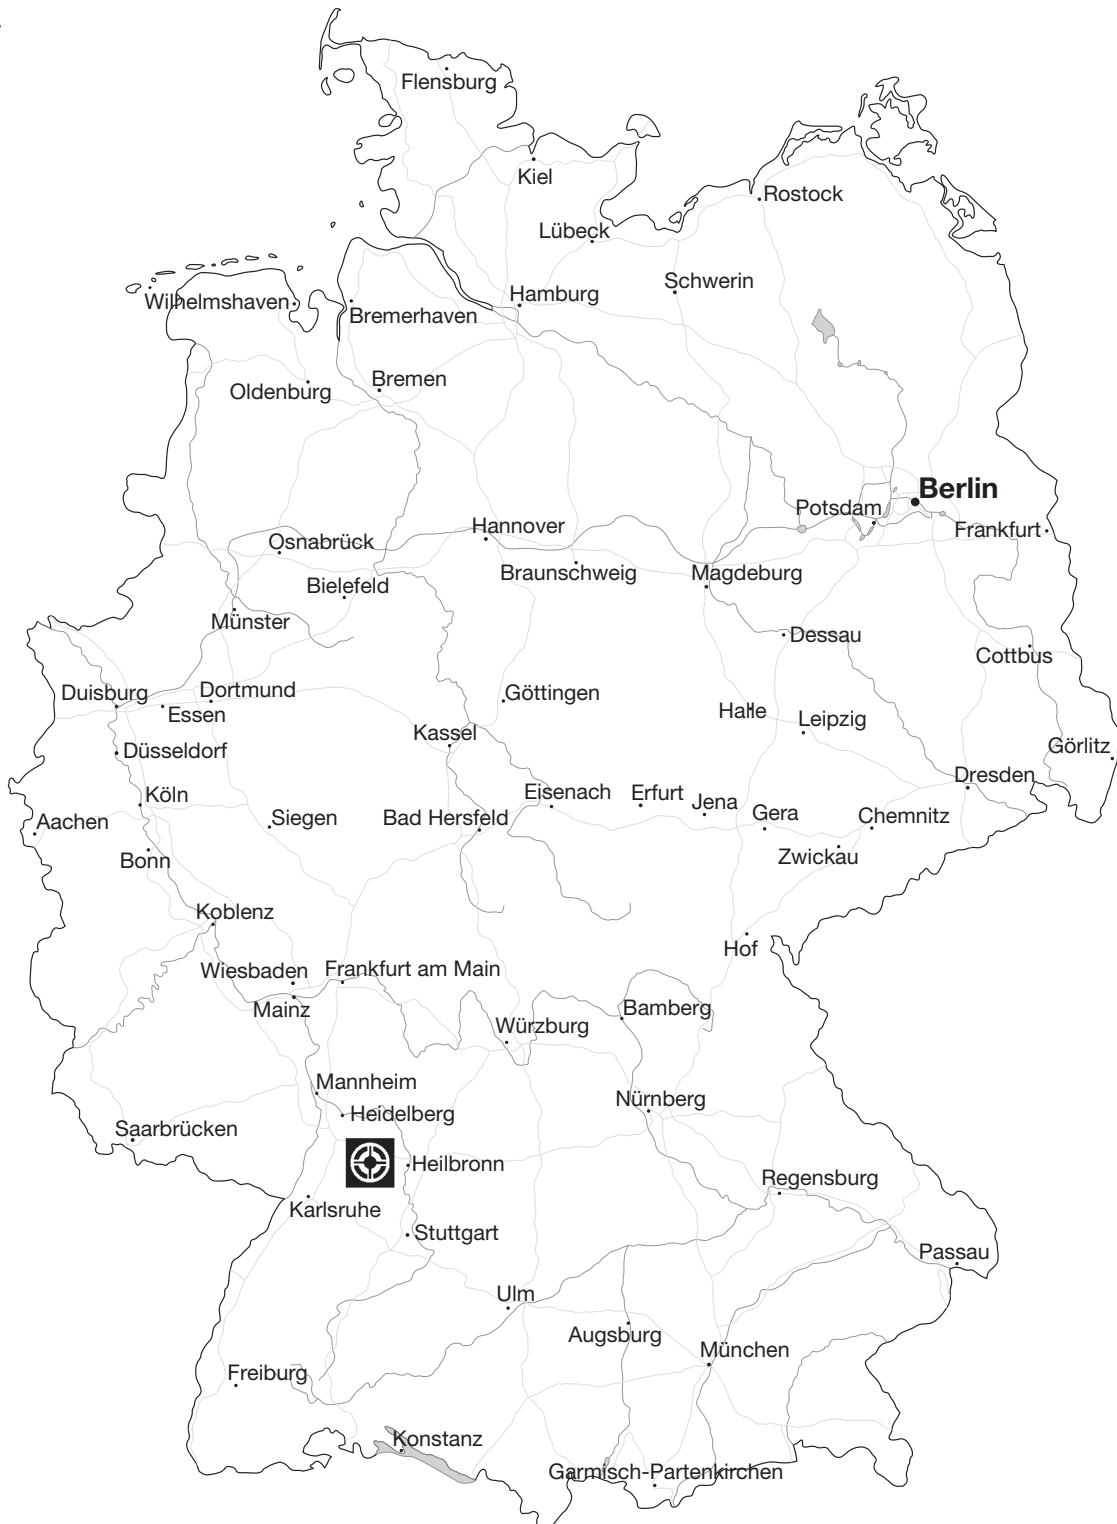 Flensburg
Kiel
Rostock
Lübeck
Schwerin
Wilhelmshaven
Hamburg
Bremerhaven
Oldenburg
Bremen
Berlin
Potsdam
Hannover
Frankfurt
Osnabrück
Braunschweig
Magdeburg
Bielefeld
Münster
Dessau
Cottbus
Duisburg
Dortmund
Göttingen
Essen
Halle
Leipzig
Kassel
Düsseldorf
Görlitz
Dresden
Köln
Eisenach
Erfurt
Jena
Gera
Chemnitz
Aachen
Siegen
Bad Hersfeld
Bonn
Zwickau
Koblenz
Hof
Wiesbaden
Frankfurt am Main
Mainz
Bamberg
Würzburg
Mannheim
Nürnberg
Heidelberg
Saarbrücken
Heilbronn
Regensburg
Karlsruhe
Stuttgart
Passau
Ulm
Augsburg
München
Freiburg
Konstanz
Garmisch-Partenkirchen